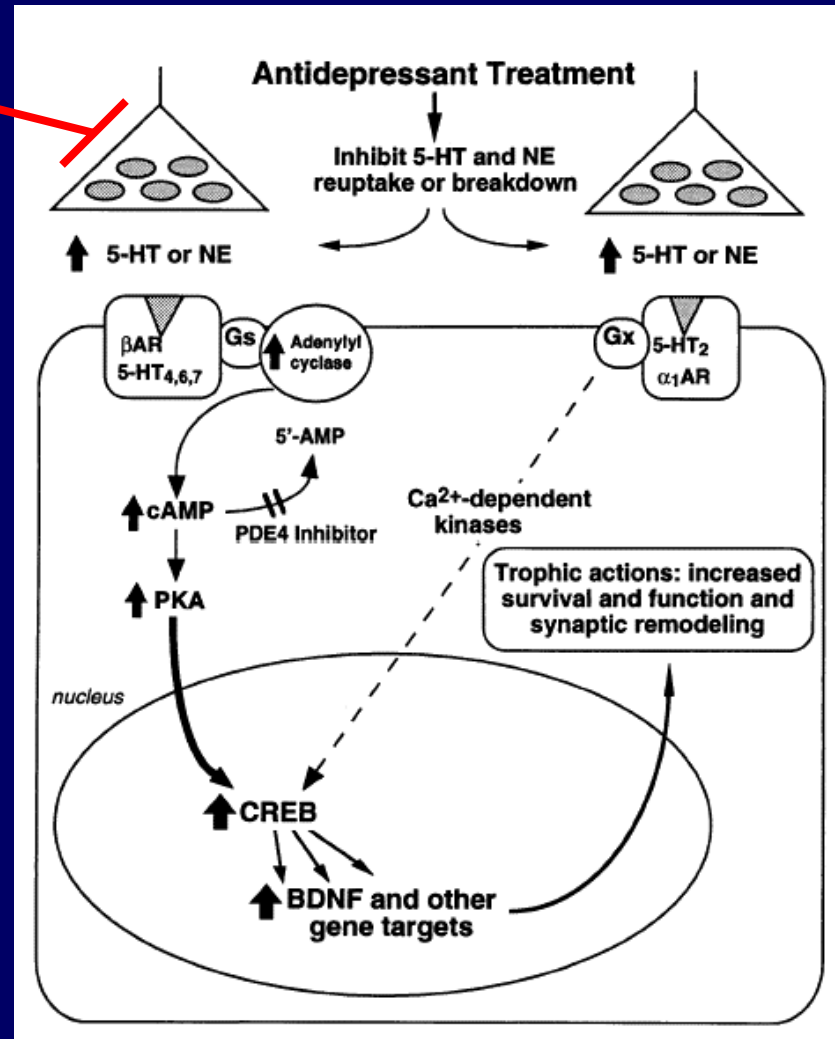 Antidepressant Treatment
Inhibit 5-HT and NE
reuptake or breakdown
5-HT or NE
5-HT or NE
βAR
5-HT4,6,7
Gs
Adenylyl
cyclase
Gx
5-HT2
α1AR
5'-AMP
cAMP
PDE4 Inhibitor
Ca2+-dependent
kinases
PKA
Trophic actions: increased
survival and function and
synaptic remodeling
nucleus
CREB
BDNF and other
gene targets